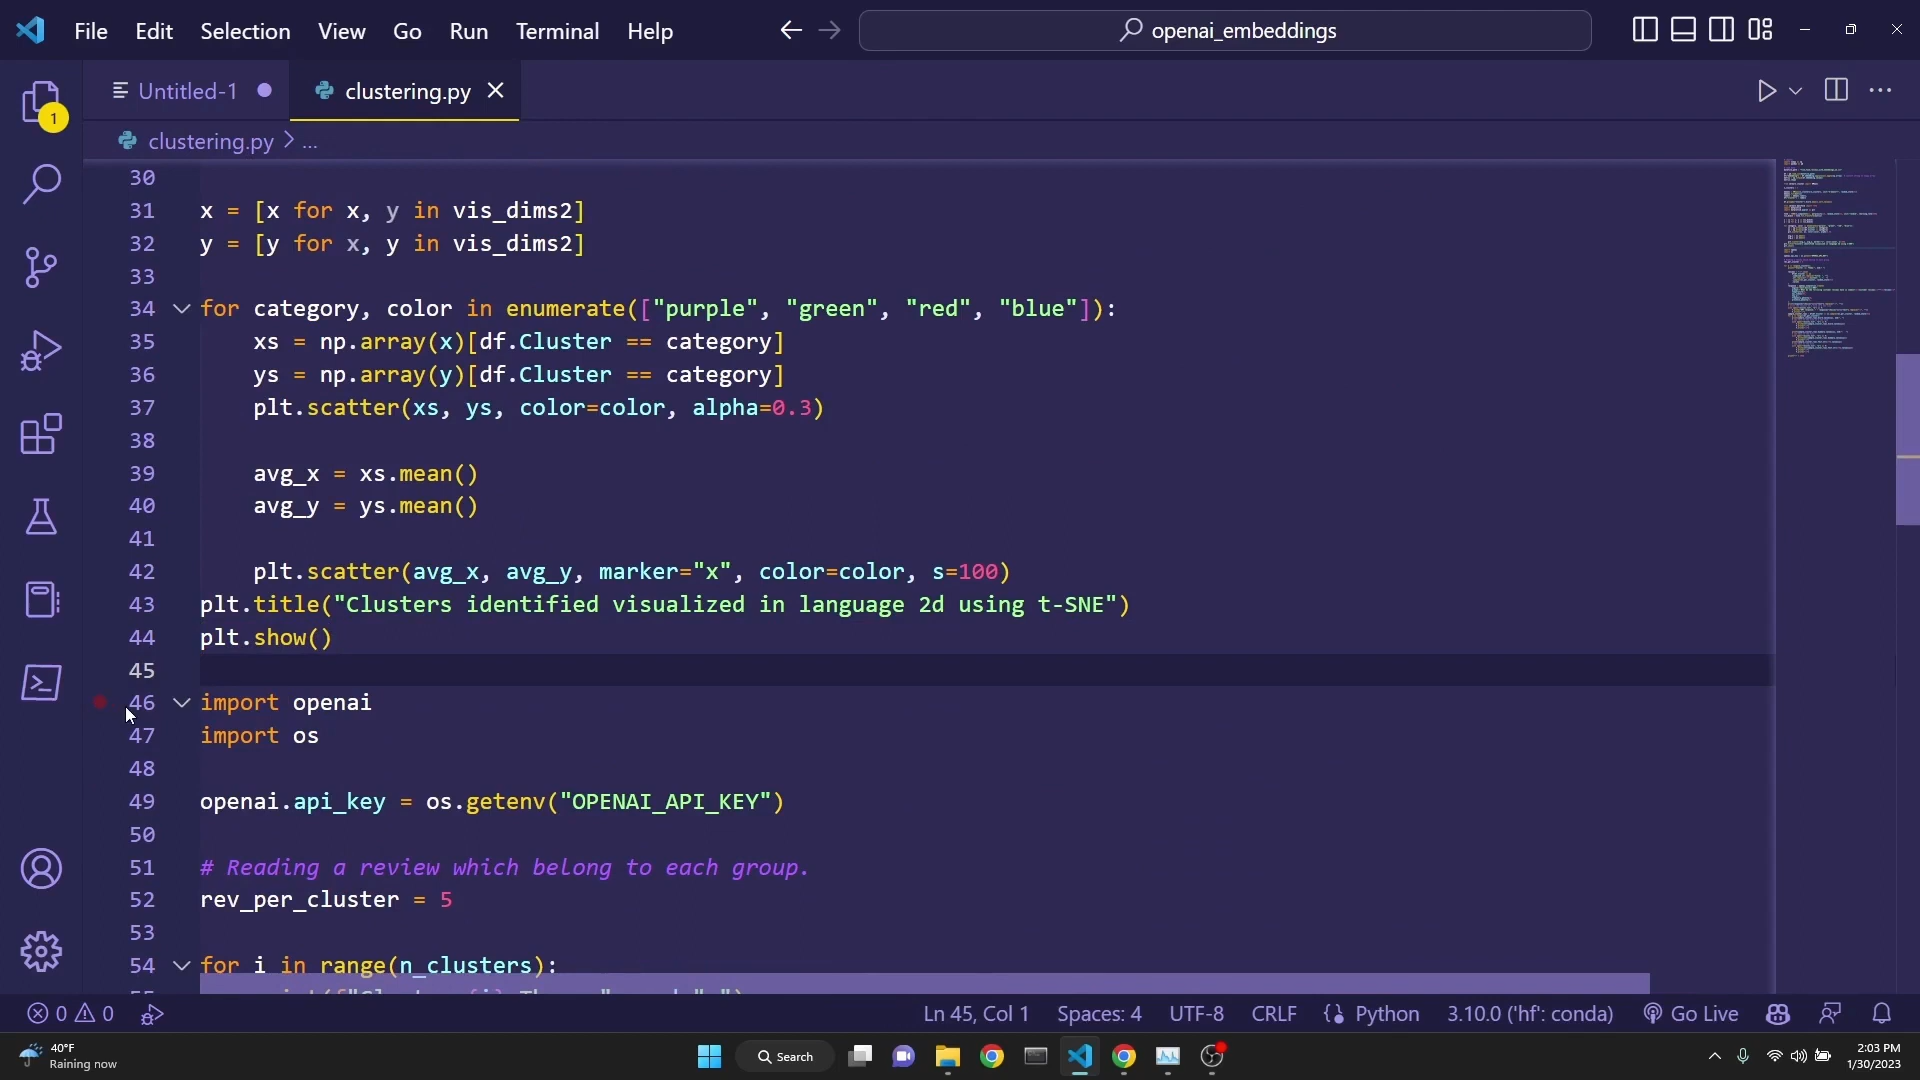 File Edit Selection View Go Run Terminal Help
openai_embeddings
1
Untitled-1
clustering.py
clustering.py > ...
30
31 x = [x for x, y in vis_dims2]
32 y = [y for x, y in vis_dims2]
33
34 for category, color in enumerate(["purple", "green", "red", "blue"]):
35 xs = np.array(x)[df.Cluster == category]
36 ys = np.array(y)[df.Cluster == category]
37 plt.scatter(xs, ys, color=color, alpha=0.3)
38
39 avg_x = xs.mean()
40 avg_y = ys.mean()
41
42 plt.scatter(avg_x, avg_y, marker="x", color=color, s=100)
43 plt.title("Clusters identified visualized in language 2d using t-SNE")
44 plt.show()
45
46 import openai
47 import os
48
49 openai.api_key = os.getenv("OPENAI_API_KEY")
50
51 # Reading a review which belong to each group.
52 rev_per_cluster = 5
53
54 for i in range(n_clusters):
0 0 Ln 45, Col 1 Spaces: 4 UTF-8 CRLF Python 3.10.0 ('hf': conda) Go Live
40°F
Raining now
Search
2:03 PM
1/30/2023